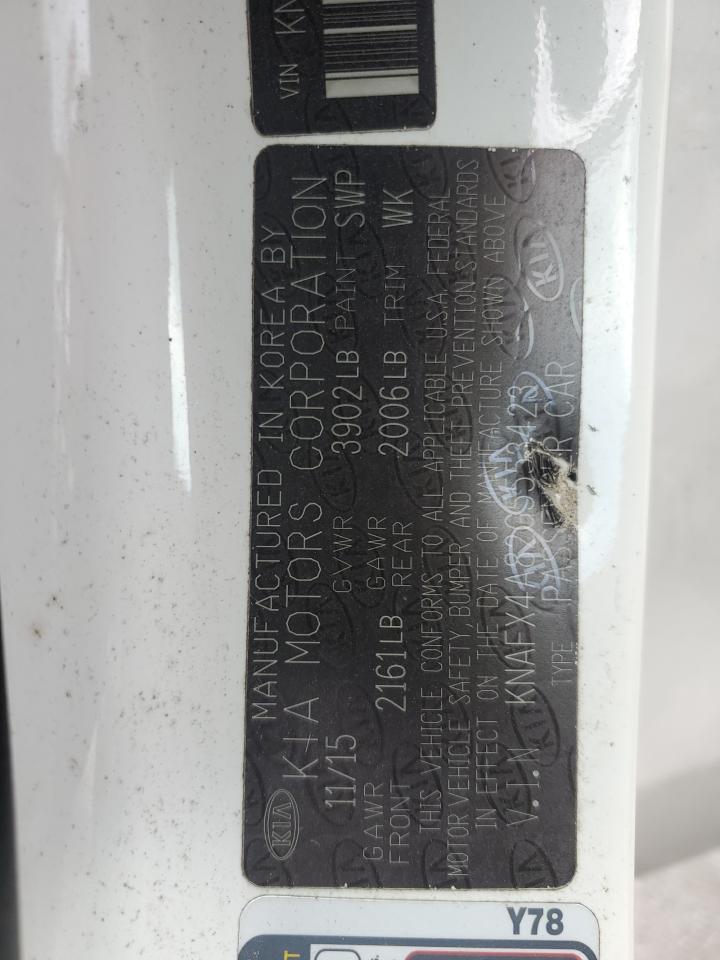 VIN KN
KIA
MANUFACTURED IN KOREA BY
KIA MOTORS CORPORATION
11/15 GVWR 3902LB PAINT SWP
GAWR FRONT 2161LB GAWR REAR 2006LB TRIM WK
THIS VEHICLE CONFORMS TO ALL APPLICABLE U.S.A. FEDERAL
MOTOR VEHICLE SAFETY, BUMPER, AND THEFT PREVENTION STANDARDS
IN EFFECT ON THE DATE OF MANUFACTURE SHOWN ABOVE
V.I.N
TYPE PASSENGER CAR
Y78